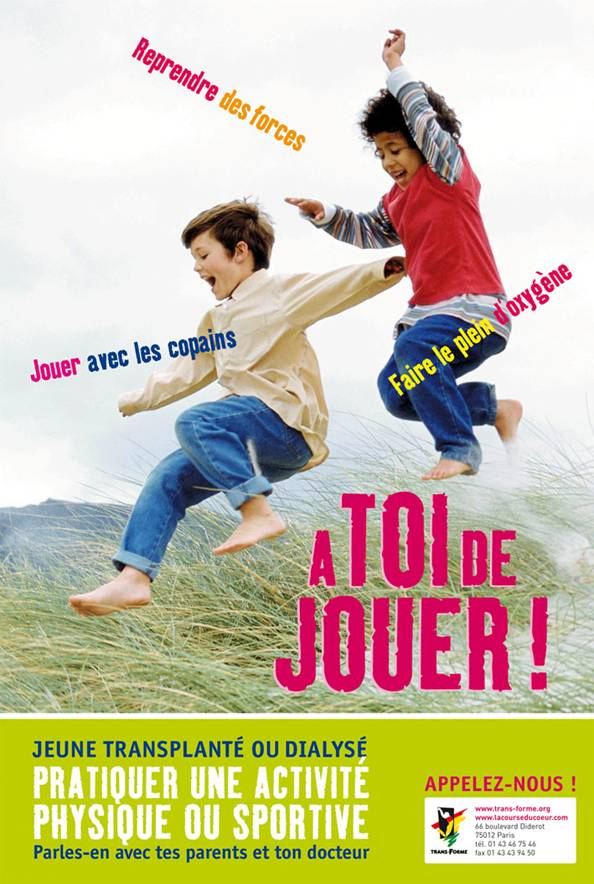 Reprendre des forces
Jouer avec les copains
Faire le plein d'oxygène
A TOI DE
JOUER !
JEUNE TRANSPLANTÉ OU DIALYSÉ
PRATIQUER UNE ACTIVITÉ
PHYSIQUE OU SPORTIVE
Parles-en avec tes parents et ton docteur
APPELEZ-NOUS !
TRANS-FORME
www.trans-forme.org
www.lacourseducoeur.com
66 boulevard Diderot
75012 Paris
tél. 01 43 46 75 46
fax 01 43 43 94 50